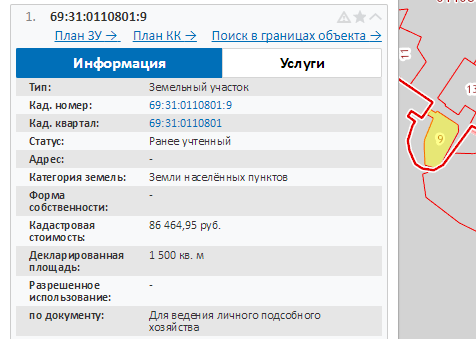 1. 69:31:0110801:9
План ЗУ → План КК → Поиск в границах объекта →
Информация Услуги
Тип: Земельный участок
Кад. номер: 69:31:0110801:9
Кад. квартал: 69:31:0110801
Статус: Ранее учтенный
Адрес: -
Категория земель: Земли населённых пунктов
Форма -
собственности:
Кадастровая 86 464,95 руб.
стоимость:
Декларированная 1 500 кв. м
площадь:
Разрешенное -
использование:
по документу: Для ведения личного подсобного
хозяйства
11
13
9